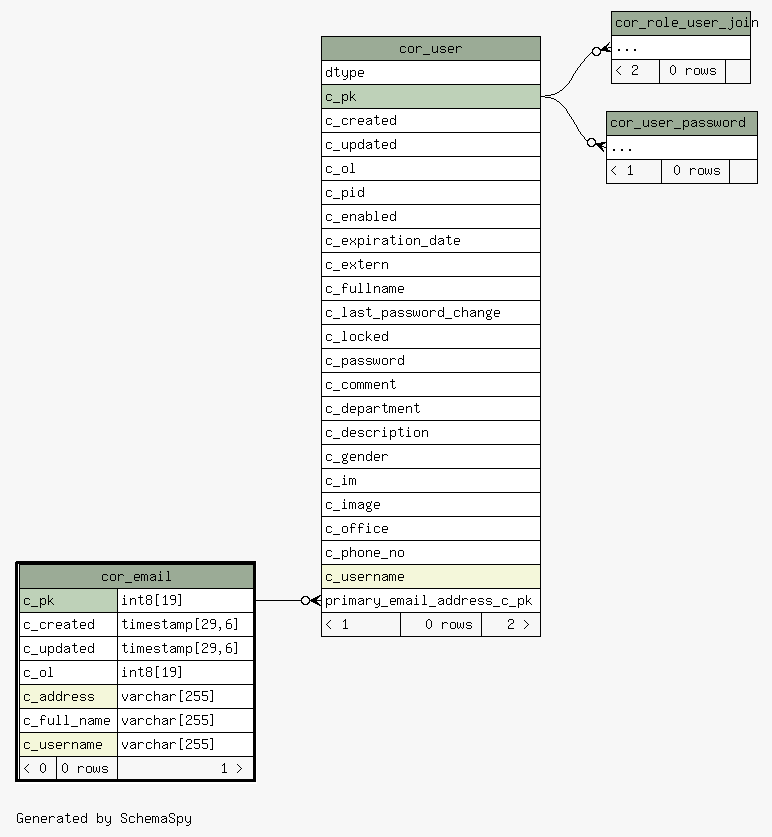 cor_role_user_join
...
< 2 0 rows
cor_user_password
...
< 1 0 rows
cor_user
dtype
c_pk
c_created
c_updated
c_ol
c_pid
c_enabled
c_expiration_date
c_extern
c_fullname
c_last_password_change
c_locked
c_password
c_comment
c_department
c_description
c_gender
c_im
c_image
c_office
c_phone_no
c_username
primary_email_address_c_pk
< 1 0 rows 2 >
cor_email
c_pk int8[19]
c_created timestamp[29,6]
c_updated timestamp[29,6]
c_ol int8[19]
c_address varchar[255]
c_full_name varchar[255]
c_username varchar[255]
< 0 0 rows 1 >
Generated by SchemaSpy